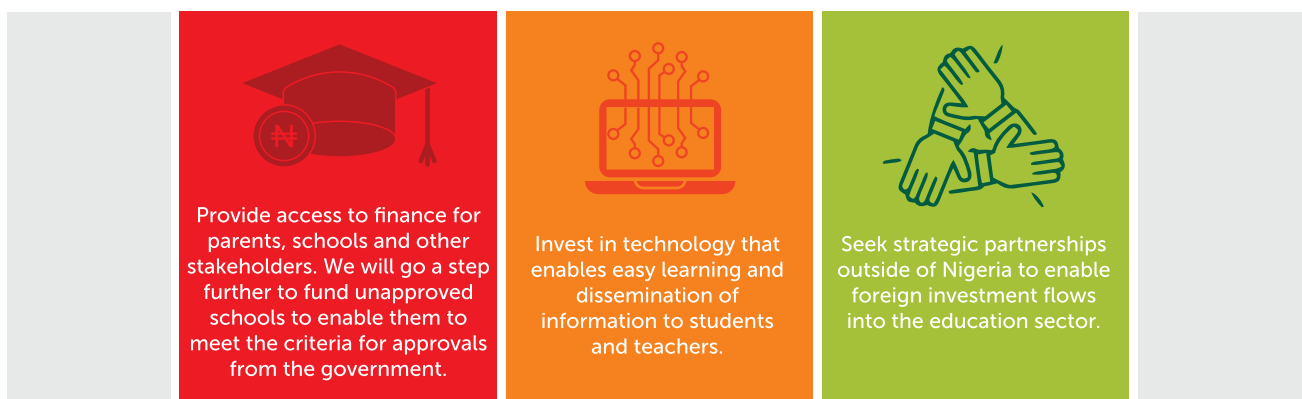 ₦
Provide access to finance for
parents, schools and other
stakeholders. We will go a step
further to fund unapproved
schools to enable them to
meet the criteria for approvals
from the government.
Invest in technology that
enables easy learning and
dissemination of
information to students
and teachers.
Seek strategic partnerships
outside of Nigeria to enable
foreign investment flows
into the education sector.